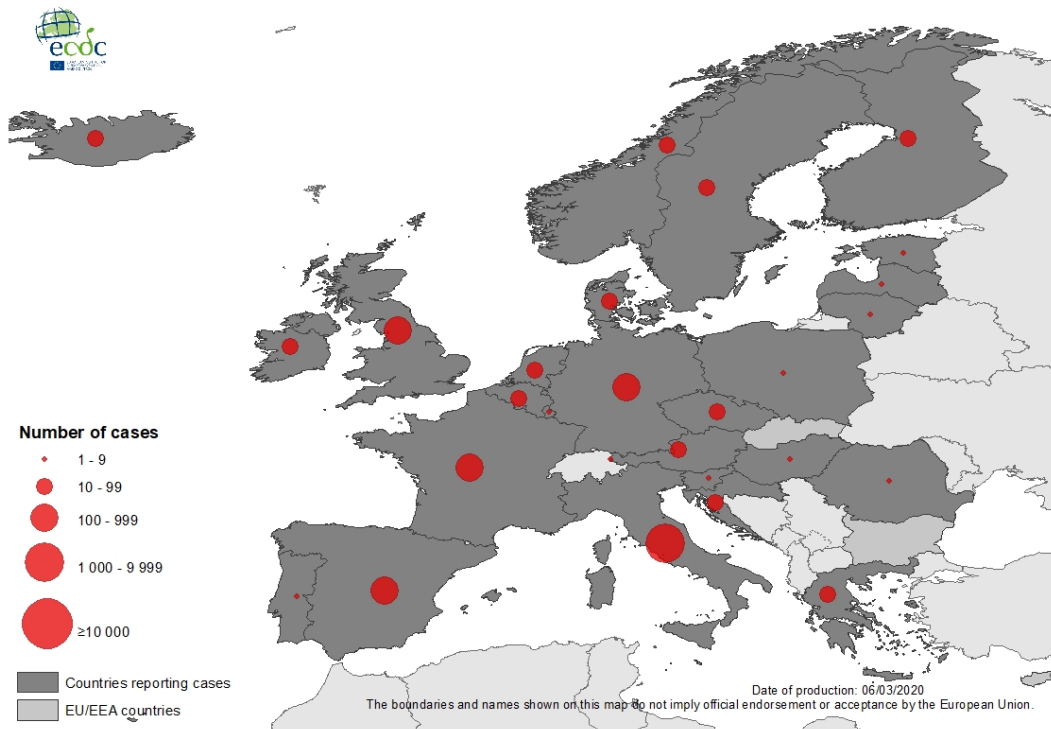 ecdc
Number of cases
1 - 9
10 - 99
100 - 999
1 000 - 9 999
≥10 000
Countries reporting cases
EU/EEA countries
Date of production: 06/03/2020
The boundaries and names shown on this map do not imply official endorsement or acceptance by the European Union.